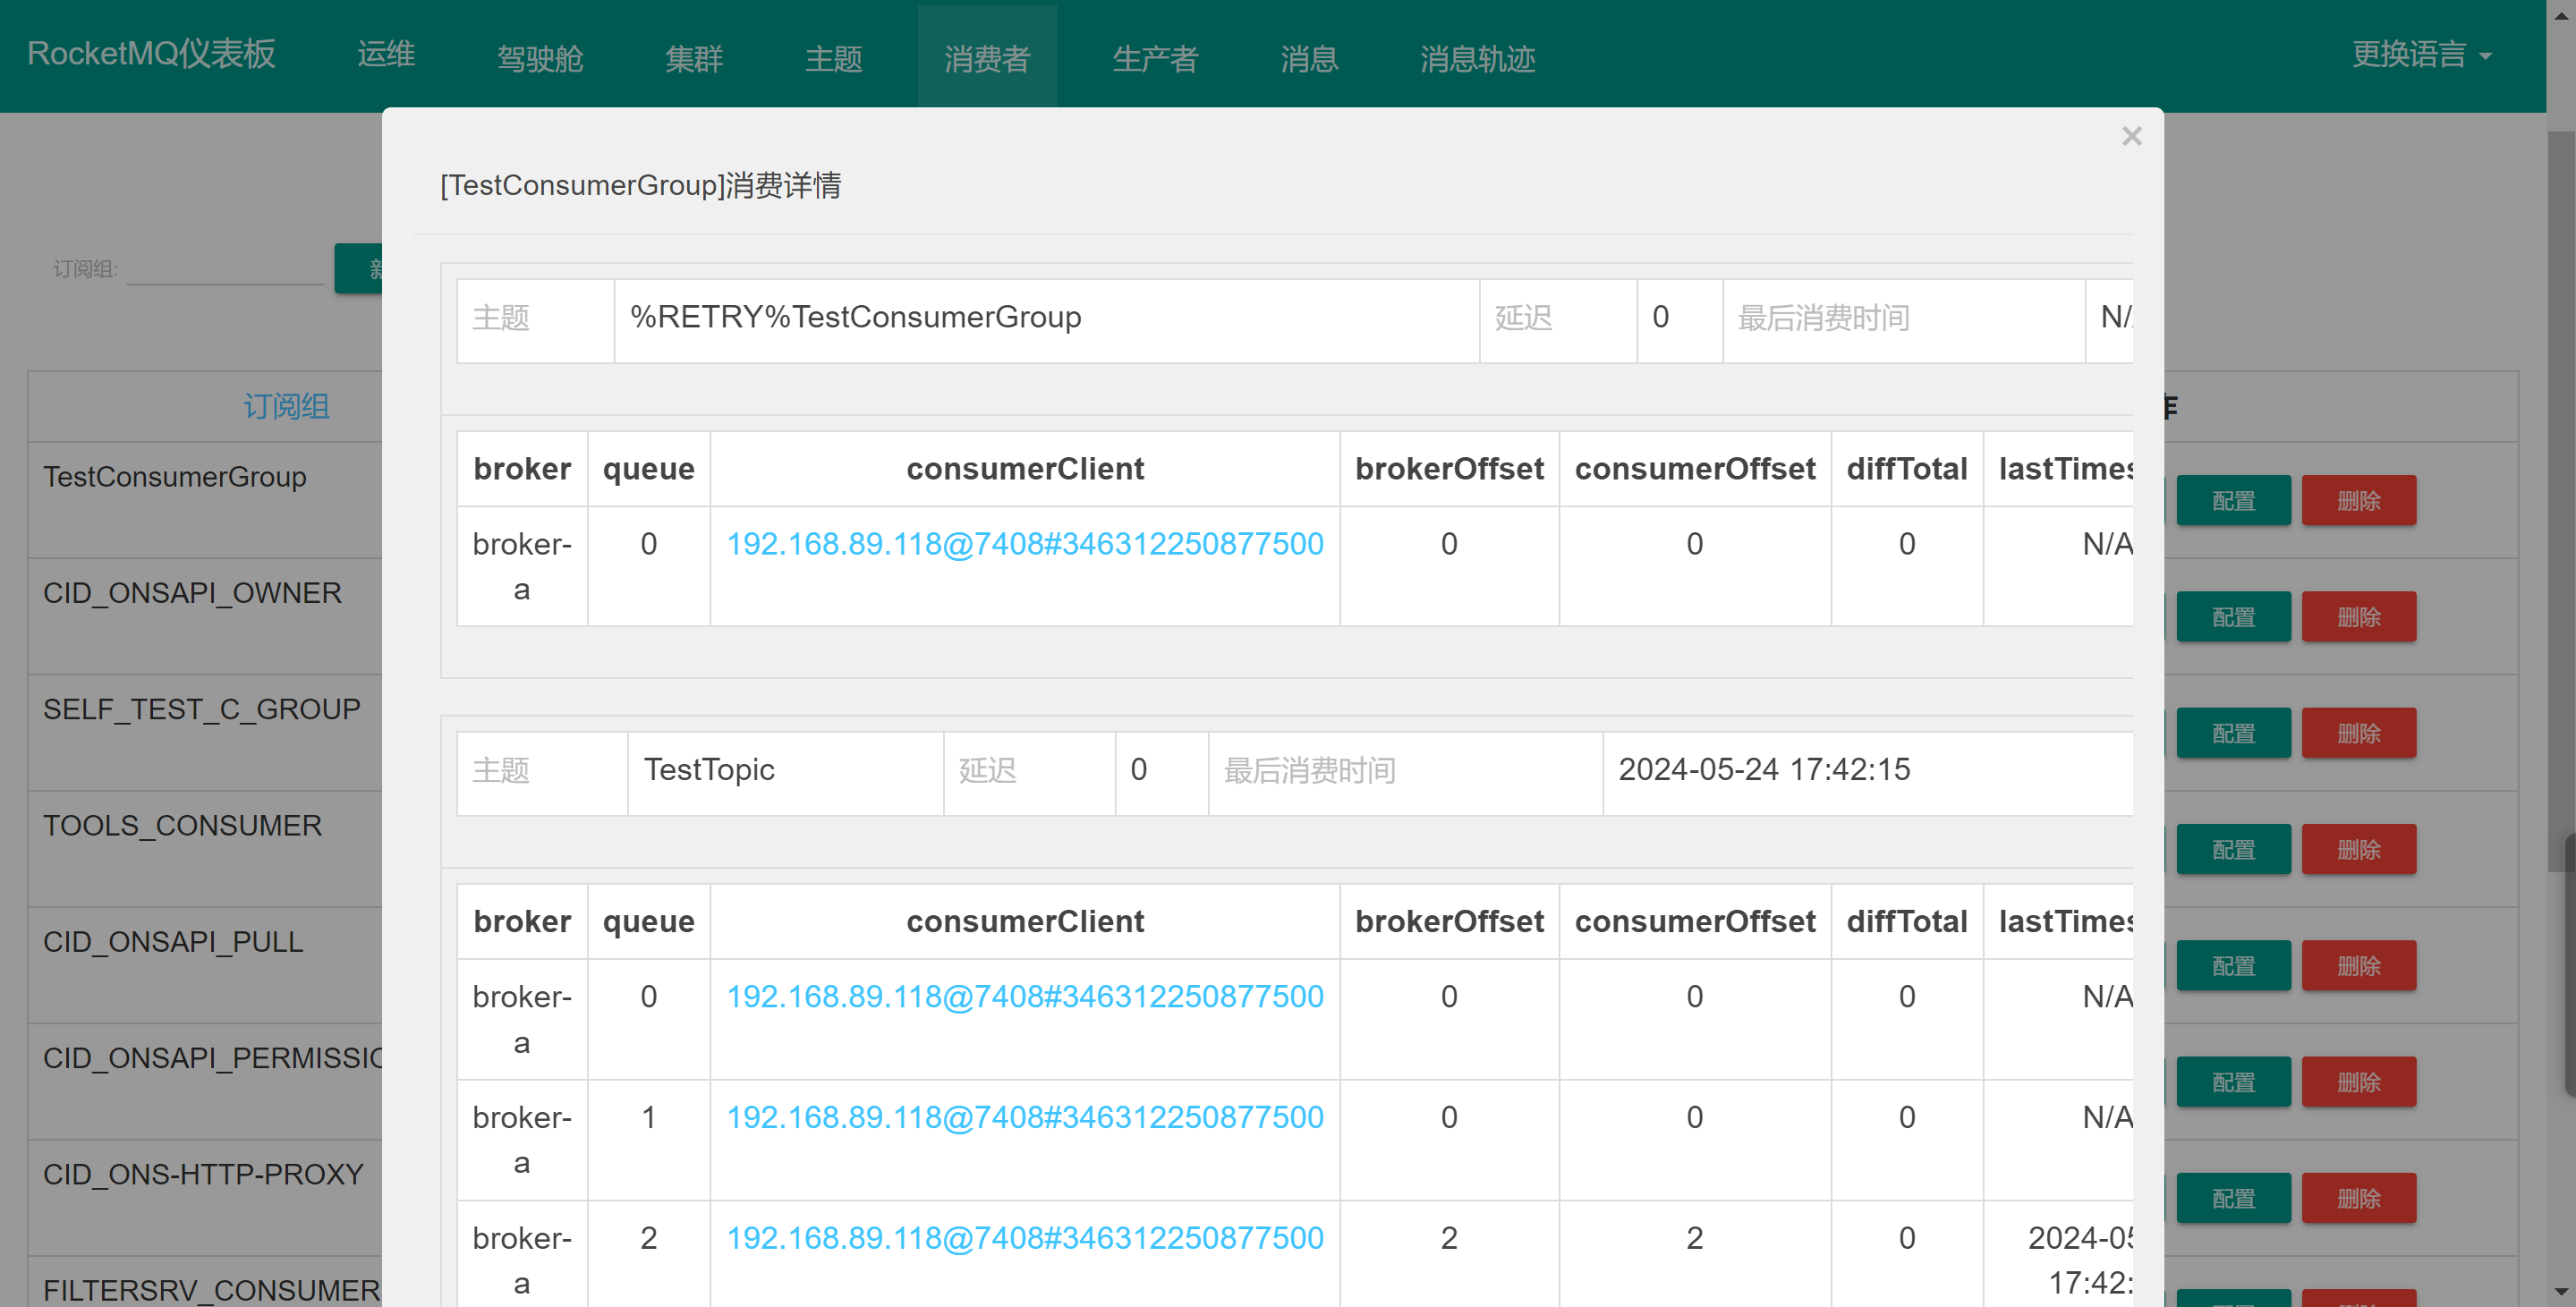 RocketMQ仪表板 运维 驾驶舱 集群 主题 消费者 生产者 消息 消息轨迹 更换语言
×
[TestConsumerGroup]消费详情
订阅组:
主题 %RETRY%TestConsumerGroup 延迟 0 最后消费时间
订阅组
broker queue consumerClient brokerOffset consumerOffset diffTotal
TestConsumerGroup 配置 删除
broker-
a 0 192.168.89.118@7408#346312250877500 0 0 0 N/A
CID_ONSAPI_OWNER 配置 删除
SELF_TEST_C_GROUP 配置 删除
主题 TestTopic 延迟 0 最后消费时间 2024-05-24 17:42:15
TOOLS_CONSUMER 配置 删除
broker queue consumerClient brokerOffset consumerOffset diffTotal
CID_ONSAPI_PULL 配置 删除
broker-
a 0 192.168.89.118@7408#346312250877500 0 0 0 N/A
CID_ONSAPI_PERMISSIO 配置 删除
broker-
a 1 192.168.89.118@7408#346312250877500 0 0 0 N/A
CID_ONS-HTTP-PROXY 配置 删除
broker-
a 2 192.168.89.118@7408#346312250877500 2 2 0 2024-05
17:42:
FILTERSRV_CONSUMER